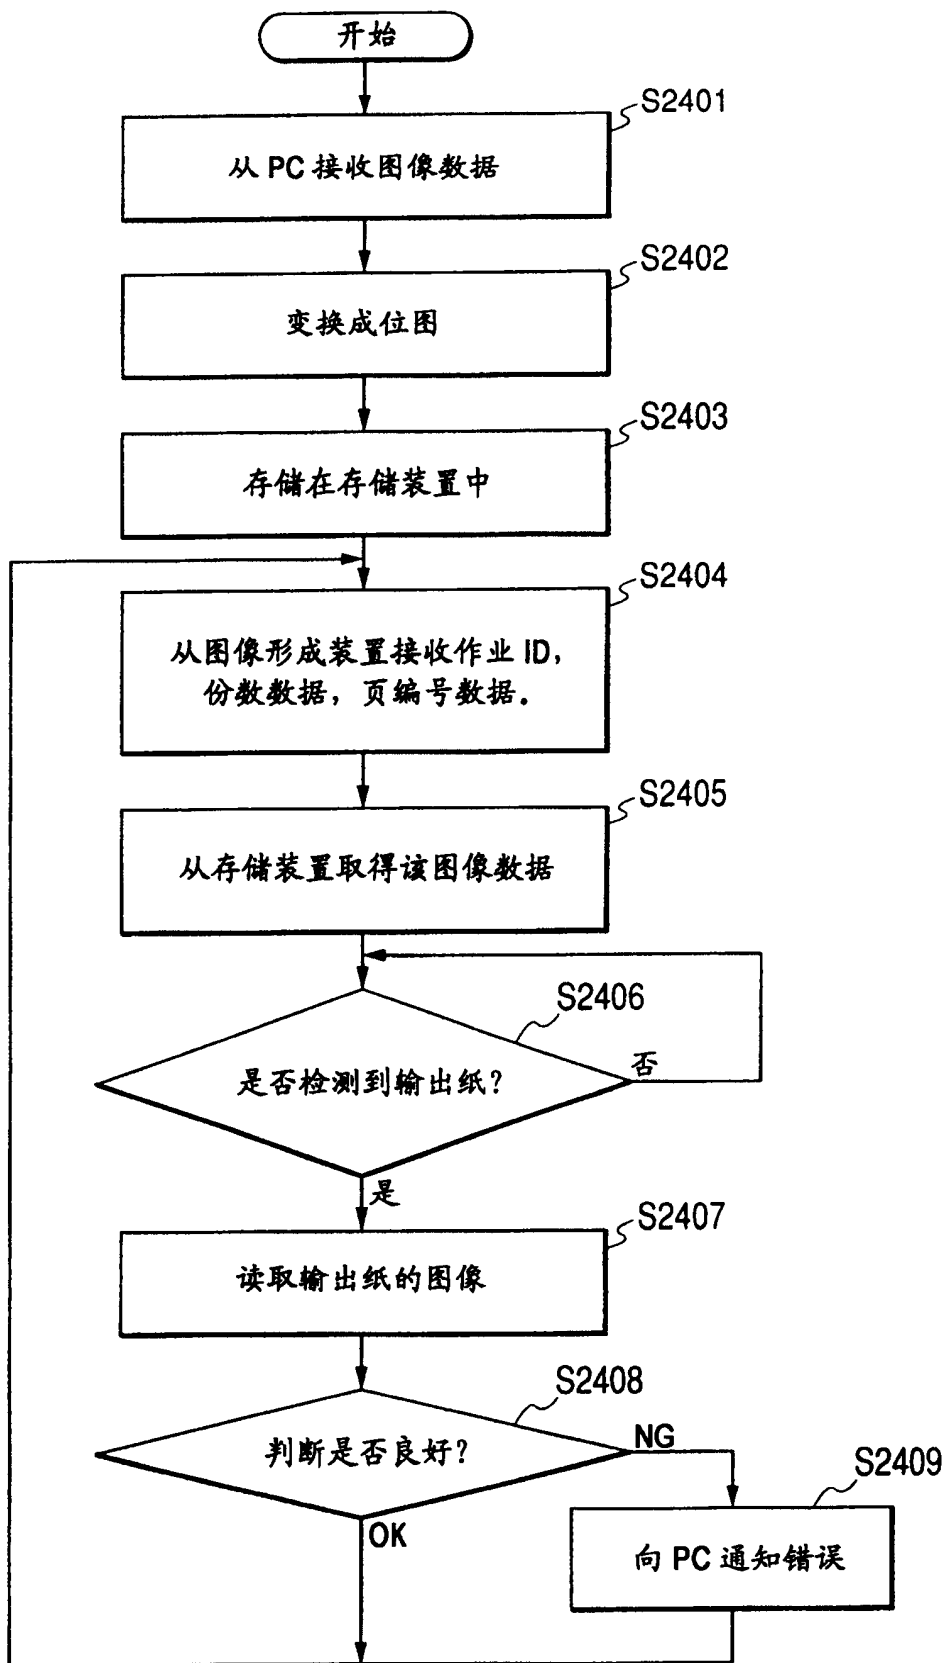 开始
S2401
从 PC 接收图像数据
S2402
变换成位图
S2403
存储在存储装置中
S2404
从图像形成装置接收作业 ID，
份数数据，页编号数据。
S2405
从存储装置取得该图像数据
S2406
是否检测到输出纸？
否
是
S2407
读取输出纸的图像
S2408
判断是否良好？
NG
OK
S2409
向 PC 通知错误